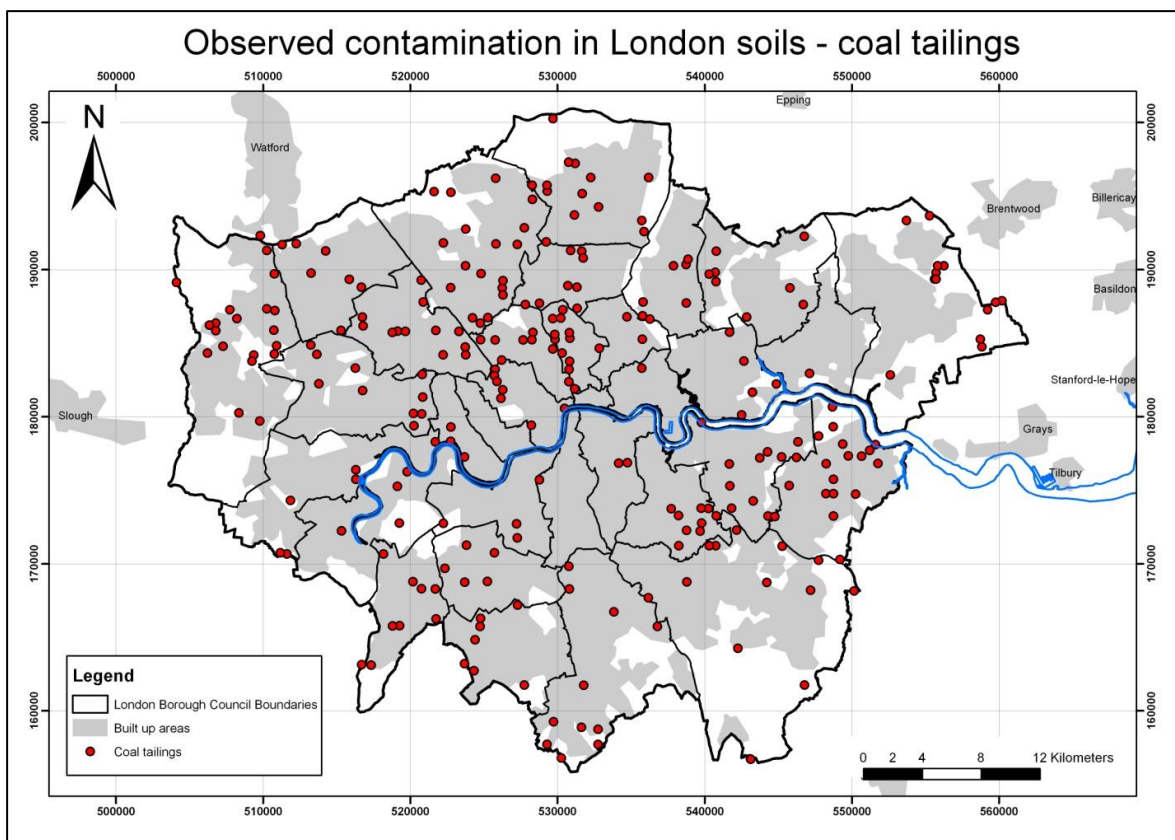 Observed contamination in London soils - coal tailings
500000 510000 520000 530000 540000 550000 560000
Epping
200000 200000
N
Watford
Brentwood
Billericay
190000 190000
Basildon
Stanford-le-Hope
Slough
180000 180000
Grays
Tilbury
170000 170000
Legend
London Borough Council Boundaries
Built up areas
Coal tailings
160000 160000
0 2 4 8 12 Kilometers
500000 510000 520000 530000 540000 550000 560000